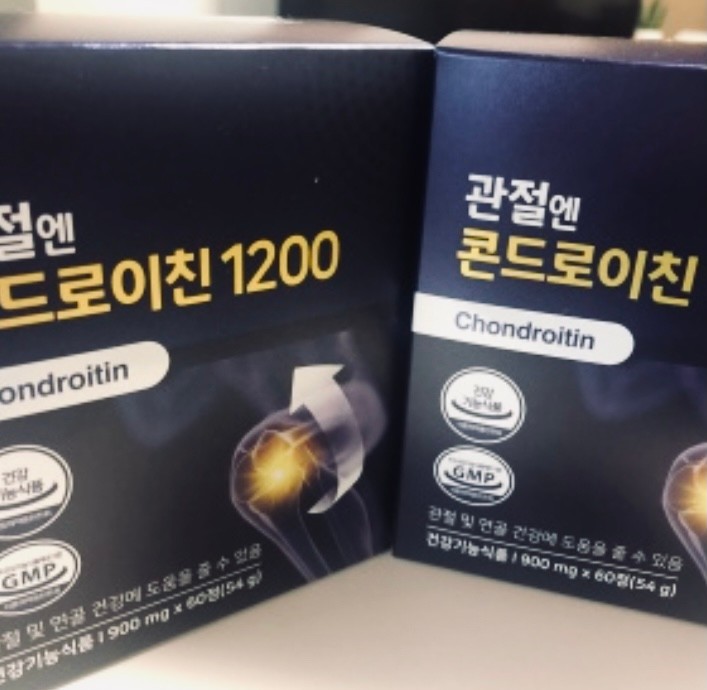 절엔
드로이친 1200
ondroitin
건강
기능식품
GMP
절 및 연골 건강에 도움을 줄 수 있음
건강기능식품 I 900 mg x 60정(54 g)
관절엔
콘드로이친
Chondroitin
건강
기능식품
GMP
관절 및 연골 건강에 도움을 줄 수 있음
건강기능식품 I 900 mg x 60정(54 g)